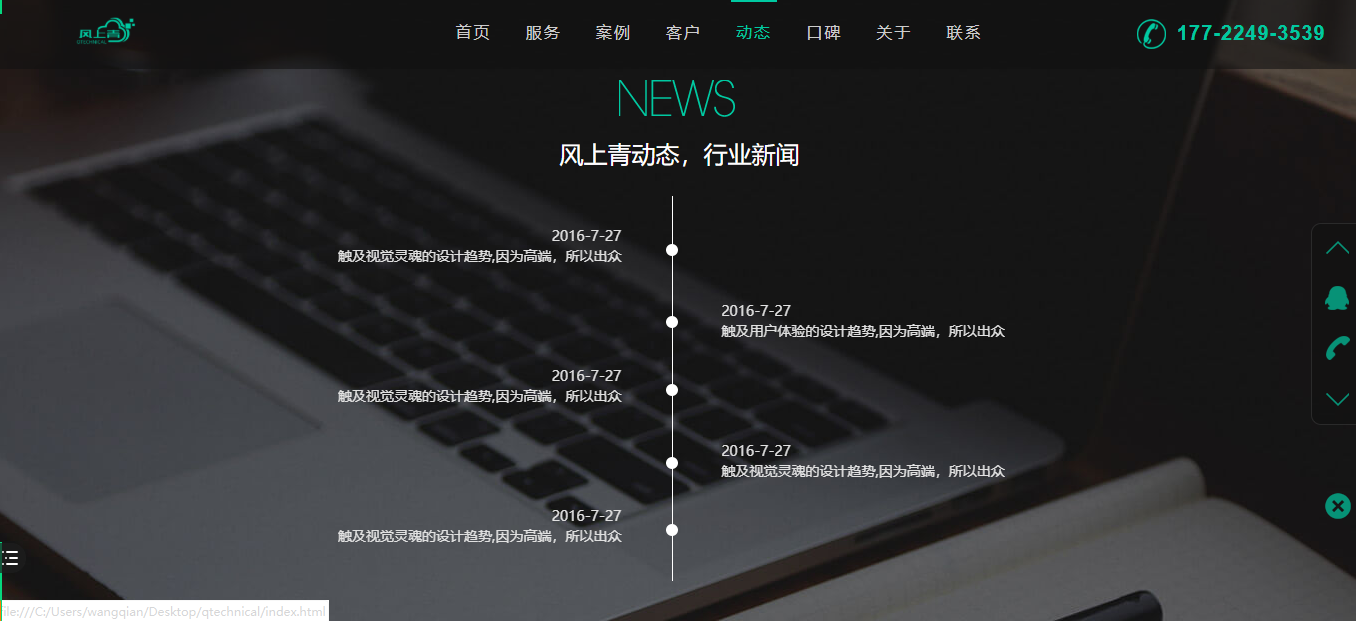 风上青
QTECHNICAL
首页 服务 案例 客户 动态 口碑 关于 联系
177-2249-3539
NEWS
风上青动态，行业新闻
2016-7-27
触及视觉灵魂的设计趋势,因为高端，所以出众
2016-7-27
触及用户体验的设计趋势,因为高端，所以出众
2016-7-27
触及视觉灵魂的设计趋势,因为高端，所以出众
2016-7-27
触及视觉灵魂的设计趋势,因为高端，所以出众
2016-7-27
触及视觉灵魂的设计趋势,因为高端，所以出众
ile:///C:/Users/wangqian/Desktop/qtechnical/index.html